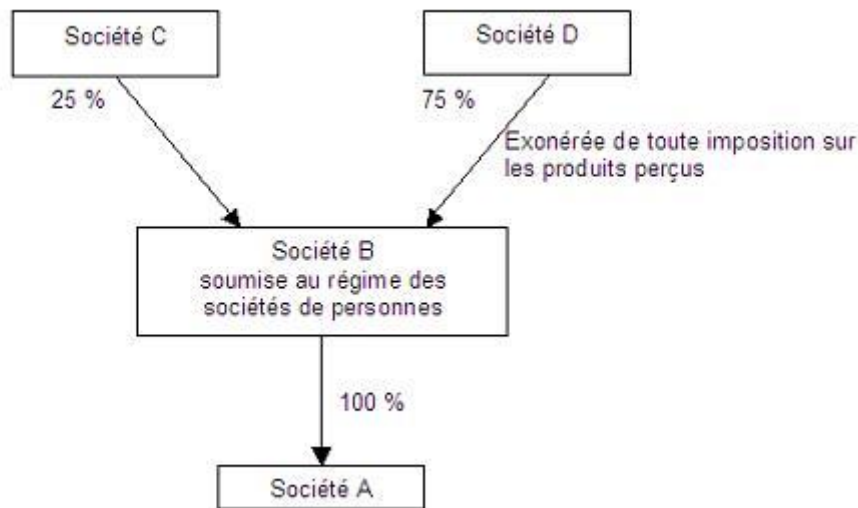 Société C
Société D
25 %
75 %
Exonérée de toute imposition sur
les produits perçus
Société B
soumise au régime des
sociétés de personnes
100 %
Société A